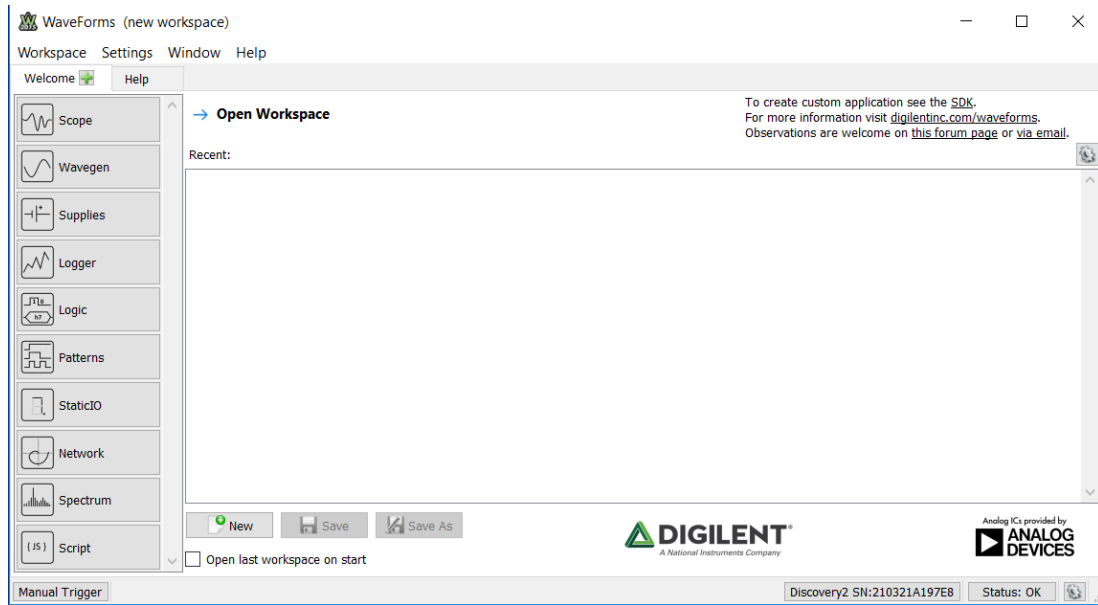 WaveForms (new workspace)
Workspace Settings Window Help
Welcome Help
Scope
Wavegen
Supplies
Logger
Logic
Patterns
StaticIO
Network
Spectrum
{JS} Script
→ Open Workspace
To create custom application see the SDK.
For more information visit digilentinc.com/waveforms.
Observations are welcome on this forum page or via email.
Recent:
New Save Save As
Open last workspace on start
DIGILENT®
A National Instruments Company
Analog ICs provided by
ANALOG
DEVICES
Manual Trigger
Discovery2 SN:210321A197E8
Status: OK